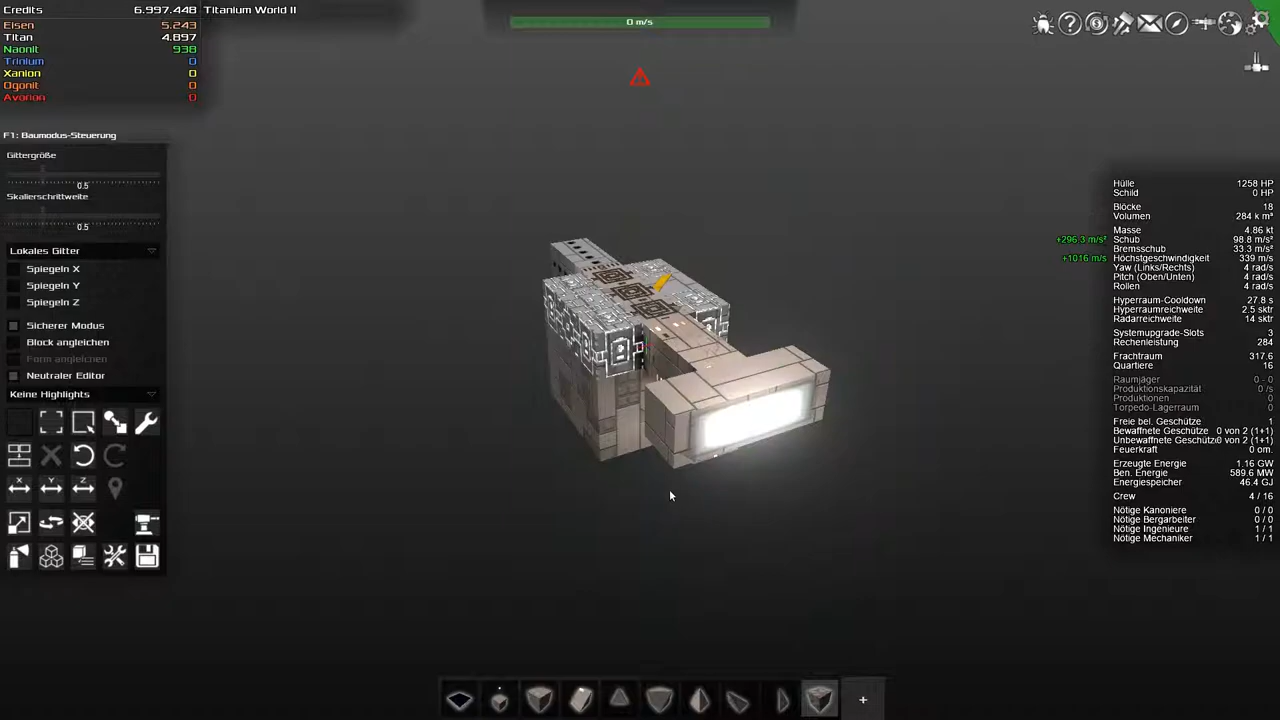 Credits 6.997.448 Titanium World II
0 m/s
Eisen 5.243
Titan 4.897
Naonit 938
Trinium 0
Xanion 0
Ogonit 0
Avorion 0
F1: Baumodus-Steuerung
Gittergröße
0.5
Skalierschrittweite
0.5
Lokales Gitter
Spiegeln X
Spiegeln Y
Spiegeln Z
Sicherer Modus
Block angleichen
Form angleichen
Neutraler Editor
Keine Highlights
X Y Z
Hülle 1258 HP
Schild 0 HP
Blöcke 18
Volumen 284 k m³
Masse 4.86 kt
+296.3 m/s² Schub 98.8 m/s²
Bremsschub 33.3 m/s²
+1016 m/s Höchstgeschwindigkeit 339 m/s
Yaw (Links/Rechts) 4 rad/s
Pitch (Oben/Unten) 4 rad/s
Rollen 4 rad/s
Hyperraum-Cooldown 27.8 s
Hyperraumreichweite 2.5 sktr
Radarreichweite 14 sktr
Systemupgrade-Slots 3
Rechenleistung 284
Frachtraum 317.6
Quartiere 16
Raumjäger 0 - 0
Produktionskapazität 0 /s
Produktionen 0
Torpedo-Lagerraum 0
Freie bel. Geschütze 1
Bewaffnete Geschütz 0 von 2 (1+1)
Unbewaffnete Geschütz 0 von 2 (1+1)
Feuerkraft 0 om.
Erzeugte Energie 1.16 GW
Ben. Energie 589.6 MW
Energiespeicher 46.4 GJ
Crew 4 / 16
Nötige Kanoniere 0 / 0
Nötige Bergarbeiter 0 / 0
Nötige Ingenieure 1 / 1
Nötige Mechaniker 1 / 1
+